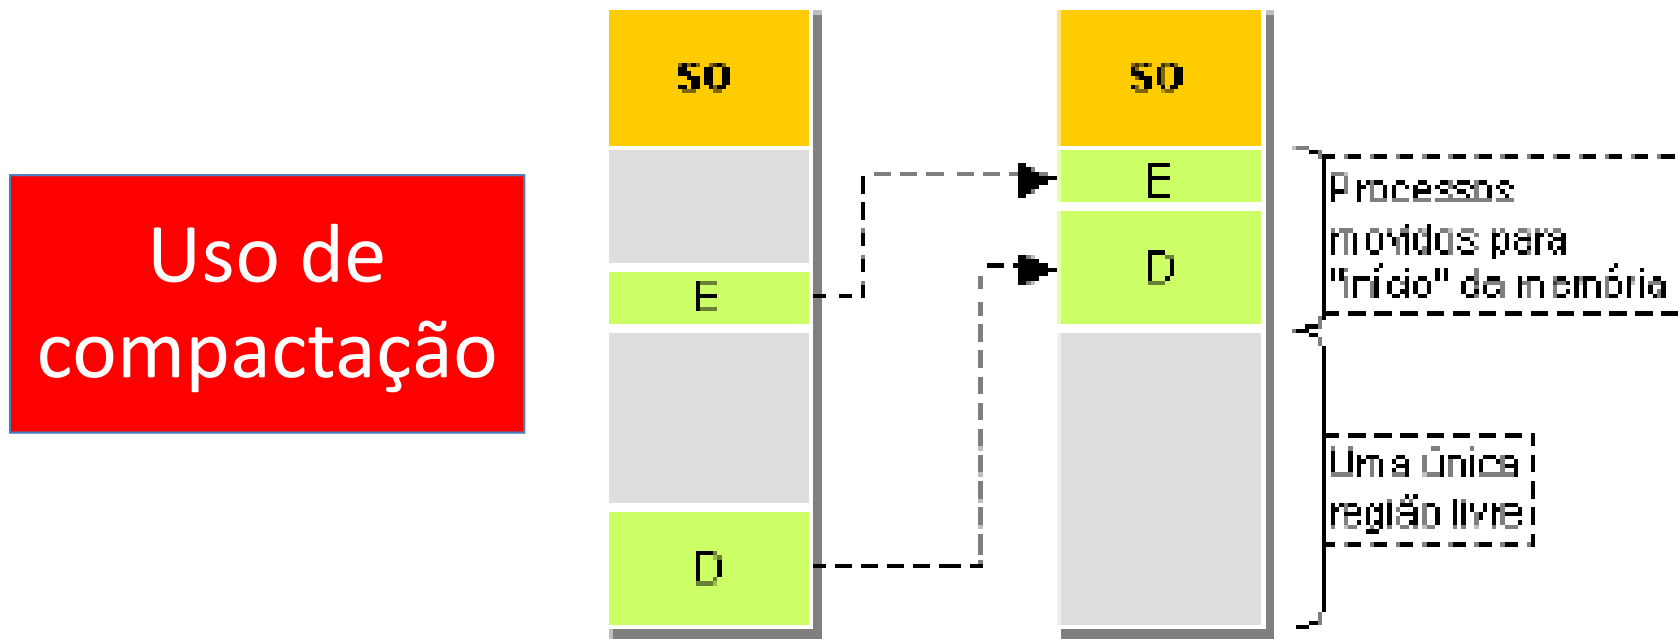 Uso de
compactação
SO
E
D
SO
E
D
Processos
movidos para
"início" da memória
Uma única
região livre